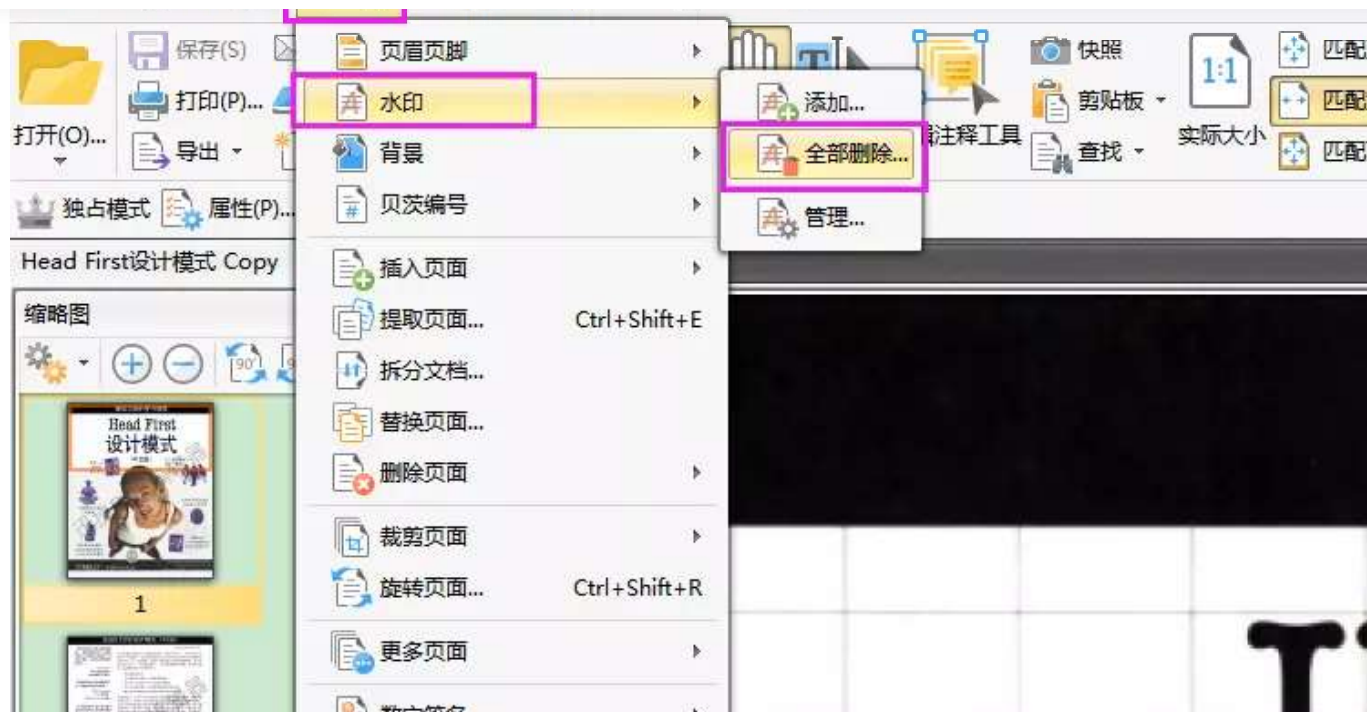 保存(S)
打印(P)...
导出
打开(O)...
独占模式
属性(P)...
Head First设计模式 Copy
缩略图
90°
Head First
设计模式
1
页眉页脚
水印
背景
贝茨编号
插入页面
提取页面... Ctrl+Shift+E
拆分文档...
替换页面...
删除页面
裁剪页面
旋转页面... Ctrl+Shift+R
更多页面
添加...
全部删除...
管理...
注释工具
快照
剪贴板
查找
1:1
实际大小
匹配
匹配
匹配